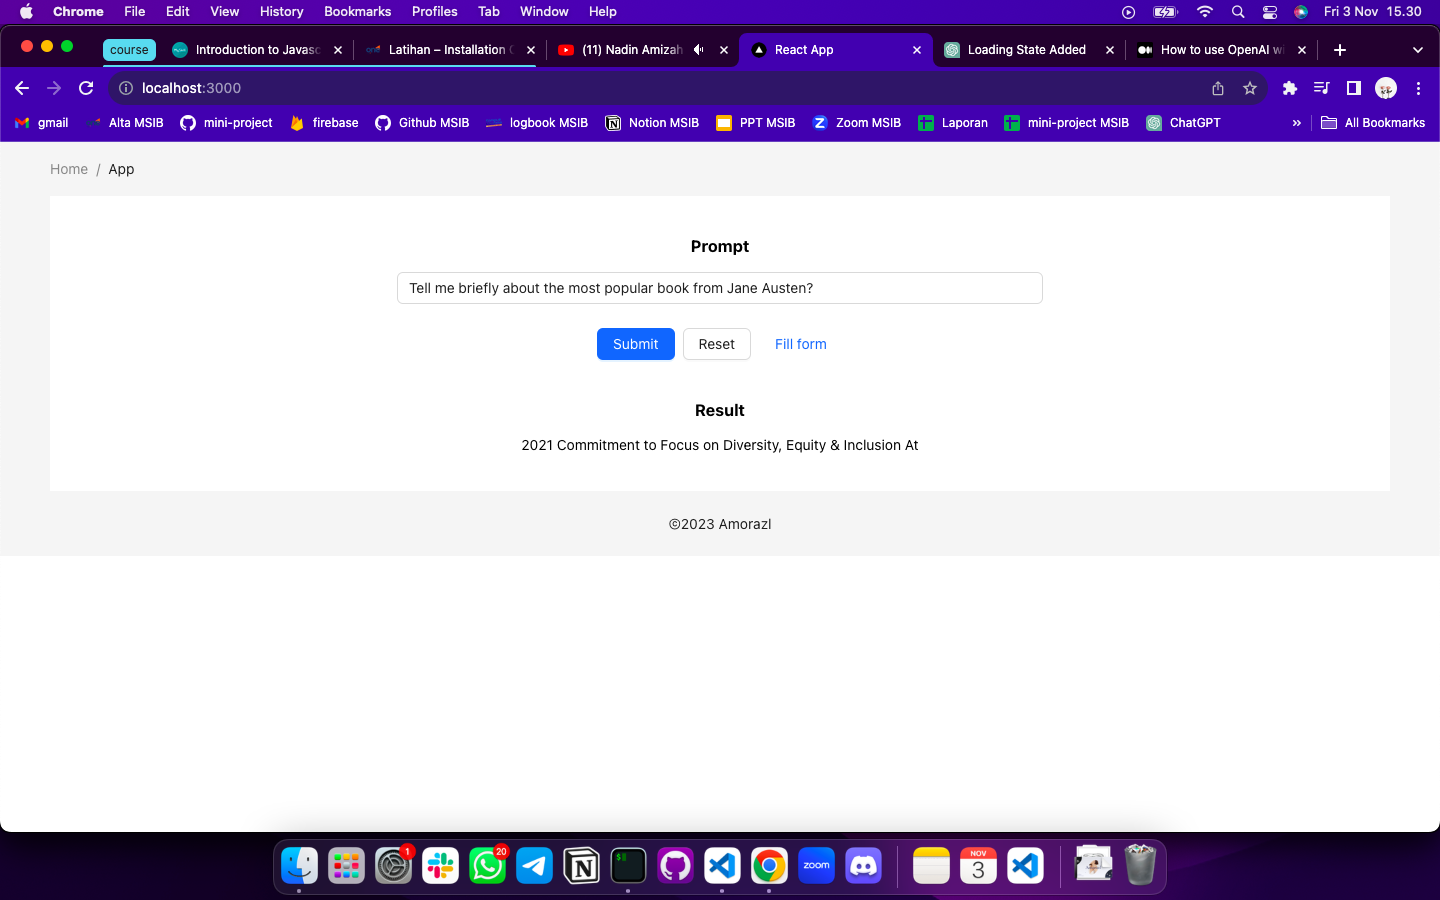 Chrome File Edit View History Bookmarks Profiles Tab Window Help Fri 3 Nov 15.30
course Introduction to Javasc Latihan – Installation (11) Nadin Amizah React App Loading State Added How to use OpenAI wi
localhost:3000
gmail Alta MSIB mini-project firebase Github MSIB logbook MSIB Notion MSIB PPT MSIB Zoom MSIB Laporan mini-project MSIB ChatGPT » All Bookmarks
Home / App
Prompt
Tell me briefly about the most popular book from Jane Austen?
Submit Reset Fill form
Result
2021 Commitment to Focus on Diversity, Equity & Inclusion At
©2023 Amorazl
1 20 $ zoom NOV 3